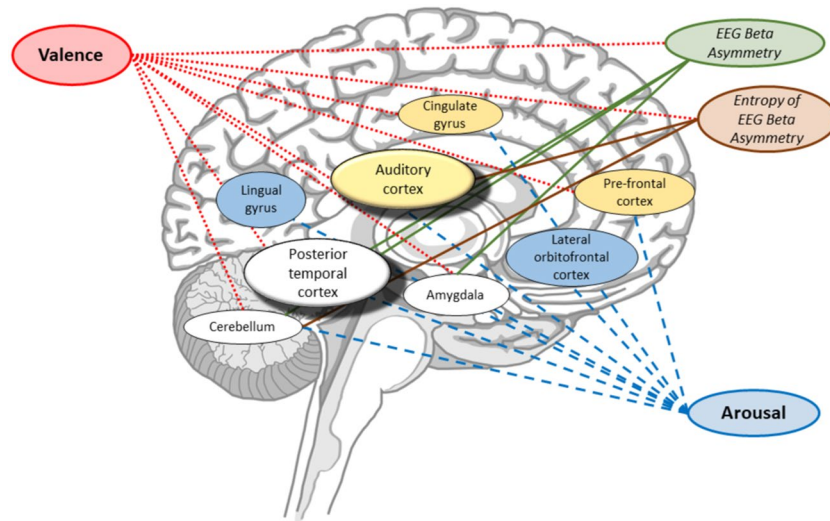 Valence
EEG Beta
Asymmetry
Entropy of
EEG Beta
Asymmetry
Cingulate
gyrus
Auditory
cortex
Pre-frontal
cortex
Lingual
gyrus
Lateral
orbitofrontal
cortex
Posterior
temporal
cortex
Amygdala
Cerebellum
Arousal